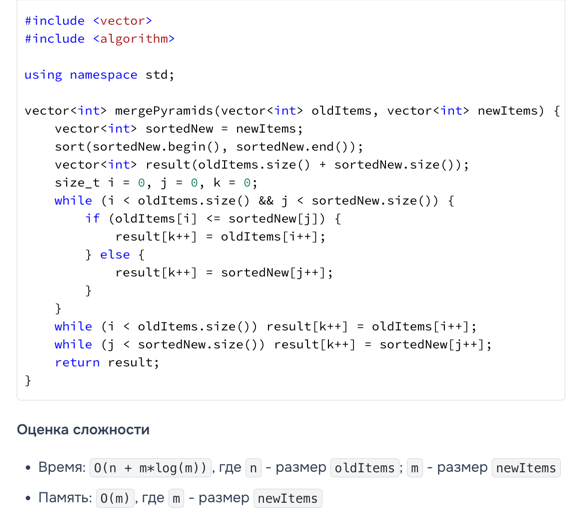 #include <vector>
#include <algorithm>

using namespace std;

vector<int> mergePyramids(vector<int> oldItems, vector<int> newItems) {
    vector<int> sortedNew = newItems;
    sort(sortedNew.begin(), sortedNew.end());
    vector<int> result(oldItems.size() + sortedNew.size());
    size_t i = 0, j = 0, k = 0;
    while (i < oldItems.size() && j < sortedNew.size()) {
        if (oldItems[i] <= sortedNew[j]) {
            result[k++] = oldItems[i++];
        } else {
            result[k++] = sortedNew[j++];
        }
    }
    while (i < oldItems.size()) result[k++] = oldItems[i++];
    while (j < sortedNew.size()) result[k++] = sortedNew[j++];
    return result;
}
Оценка сложности
• Время: O(n + m*log(m)), где n - размер oldItems; m - размер newItems
• Память: O(m), где m - размер newItems